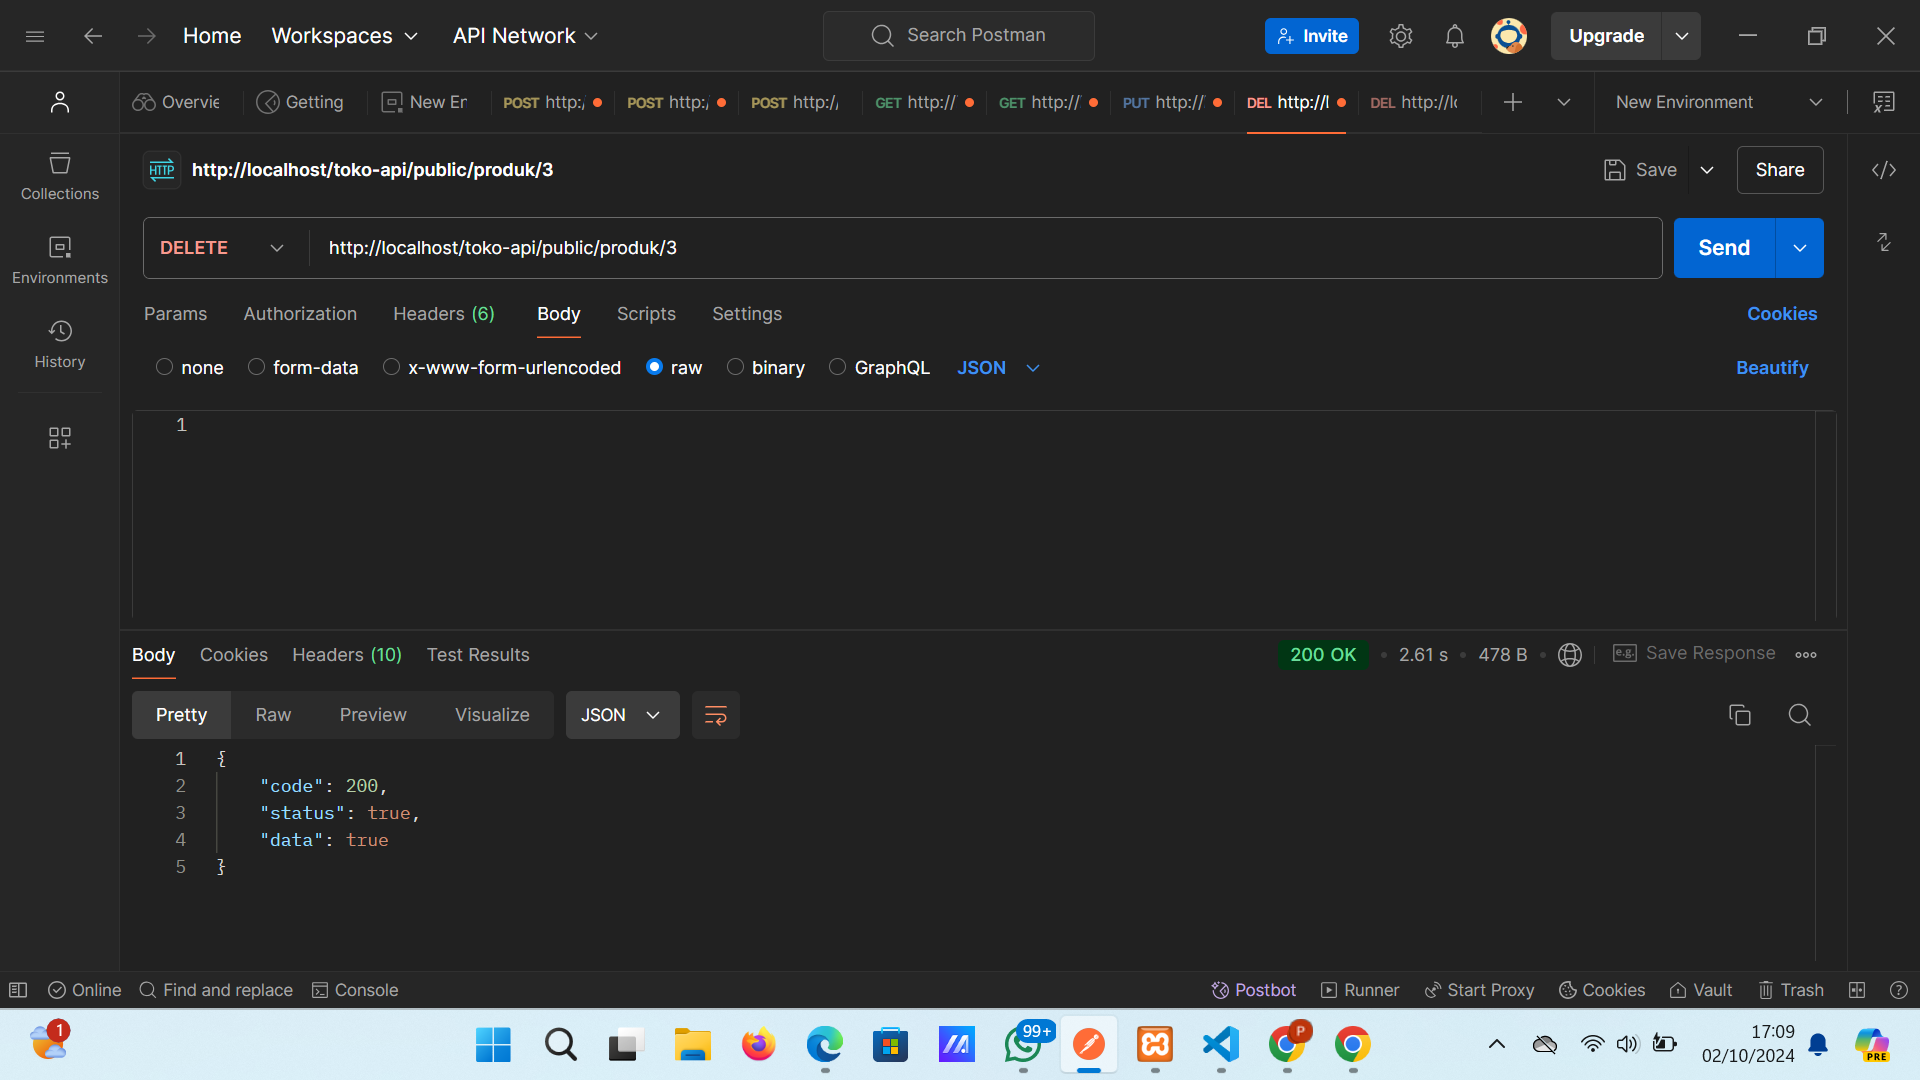 Home Workspaces API Network Search Postman Invite Upgrade
Overvie Getting New En POST http:/ POST http:/ POST http:/ GET http:// GET http:// PUT http:// DEL http://l DEL http://lo New Environment
HTTP http://localhost/toko-api/public/produk/3 Save Share
Collections
DELETE http://localhost/toko-api/public/produk/3 Send
Environments
Params Authorization Headers (6) Body Scripts Settings Cookies
History
none form-data x-www-form-urlencoded raw binary GraphQL JSON Beautify
1
Body Cookies Headers (10) Test Results 200 OK 2.61 s 478 B e.g. Save Response
Pretty Raw Preview Visualize JSON
1 {
2 "code": 200,
3 "status": true,
4 "data": true
5 }
Online Find and replace Console Postbot Runner Start Proxy Cookies Vault Trash
1 99+ P 17:09
02/10/2024 PRE